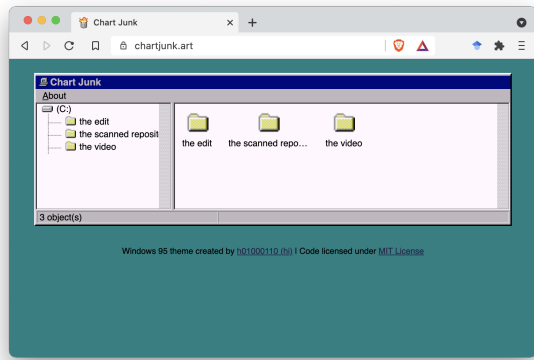 Chart Junk
chartjunk.art
Chart Junk
About
(C:)
the edit
the scanned reposit
the video
the edit
the scanned repo...
the video
3 object(s)
Windows 95 theme created by h01000110 (hi) | Code licensed under MIT License